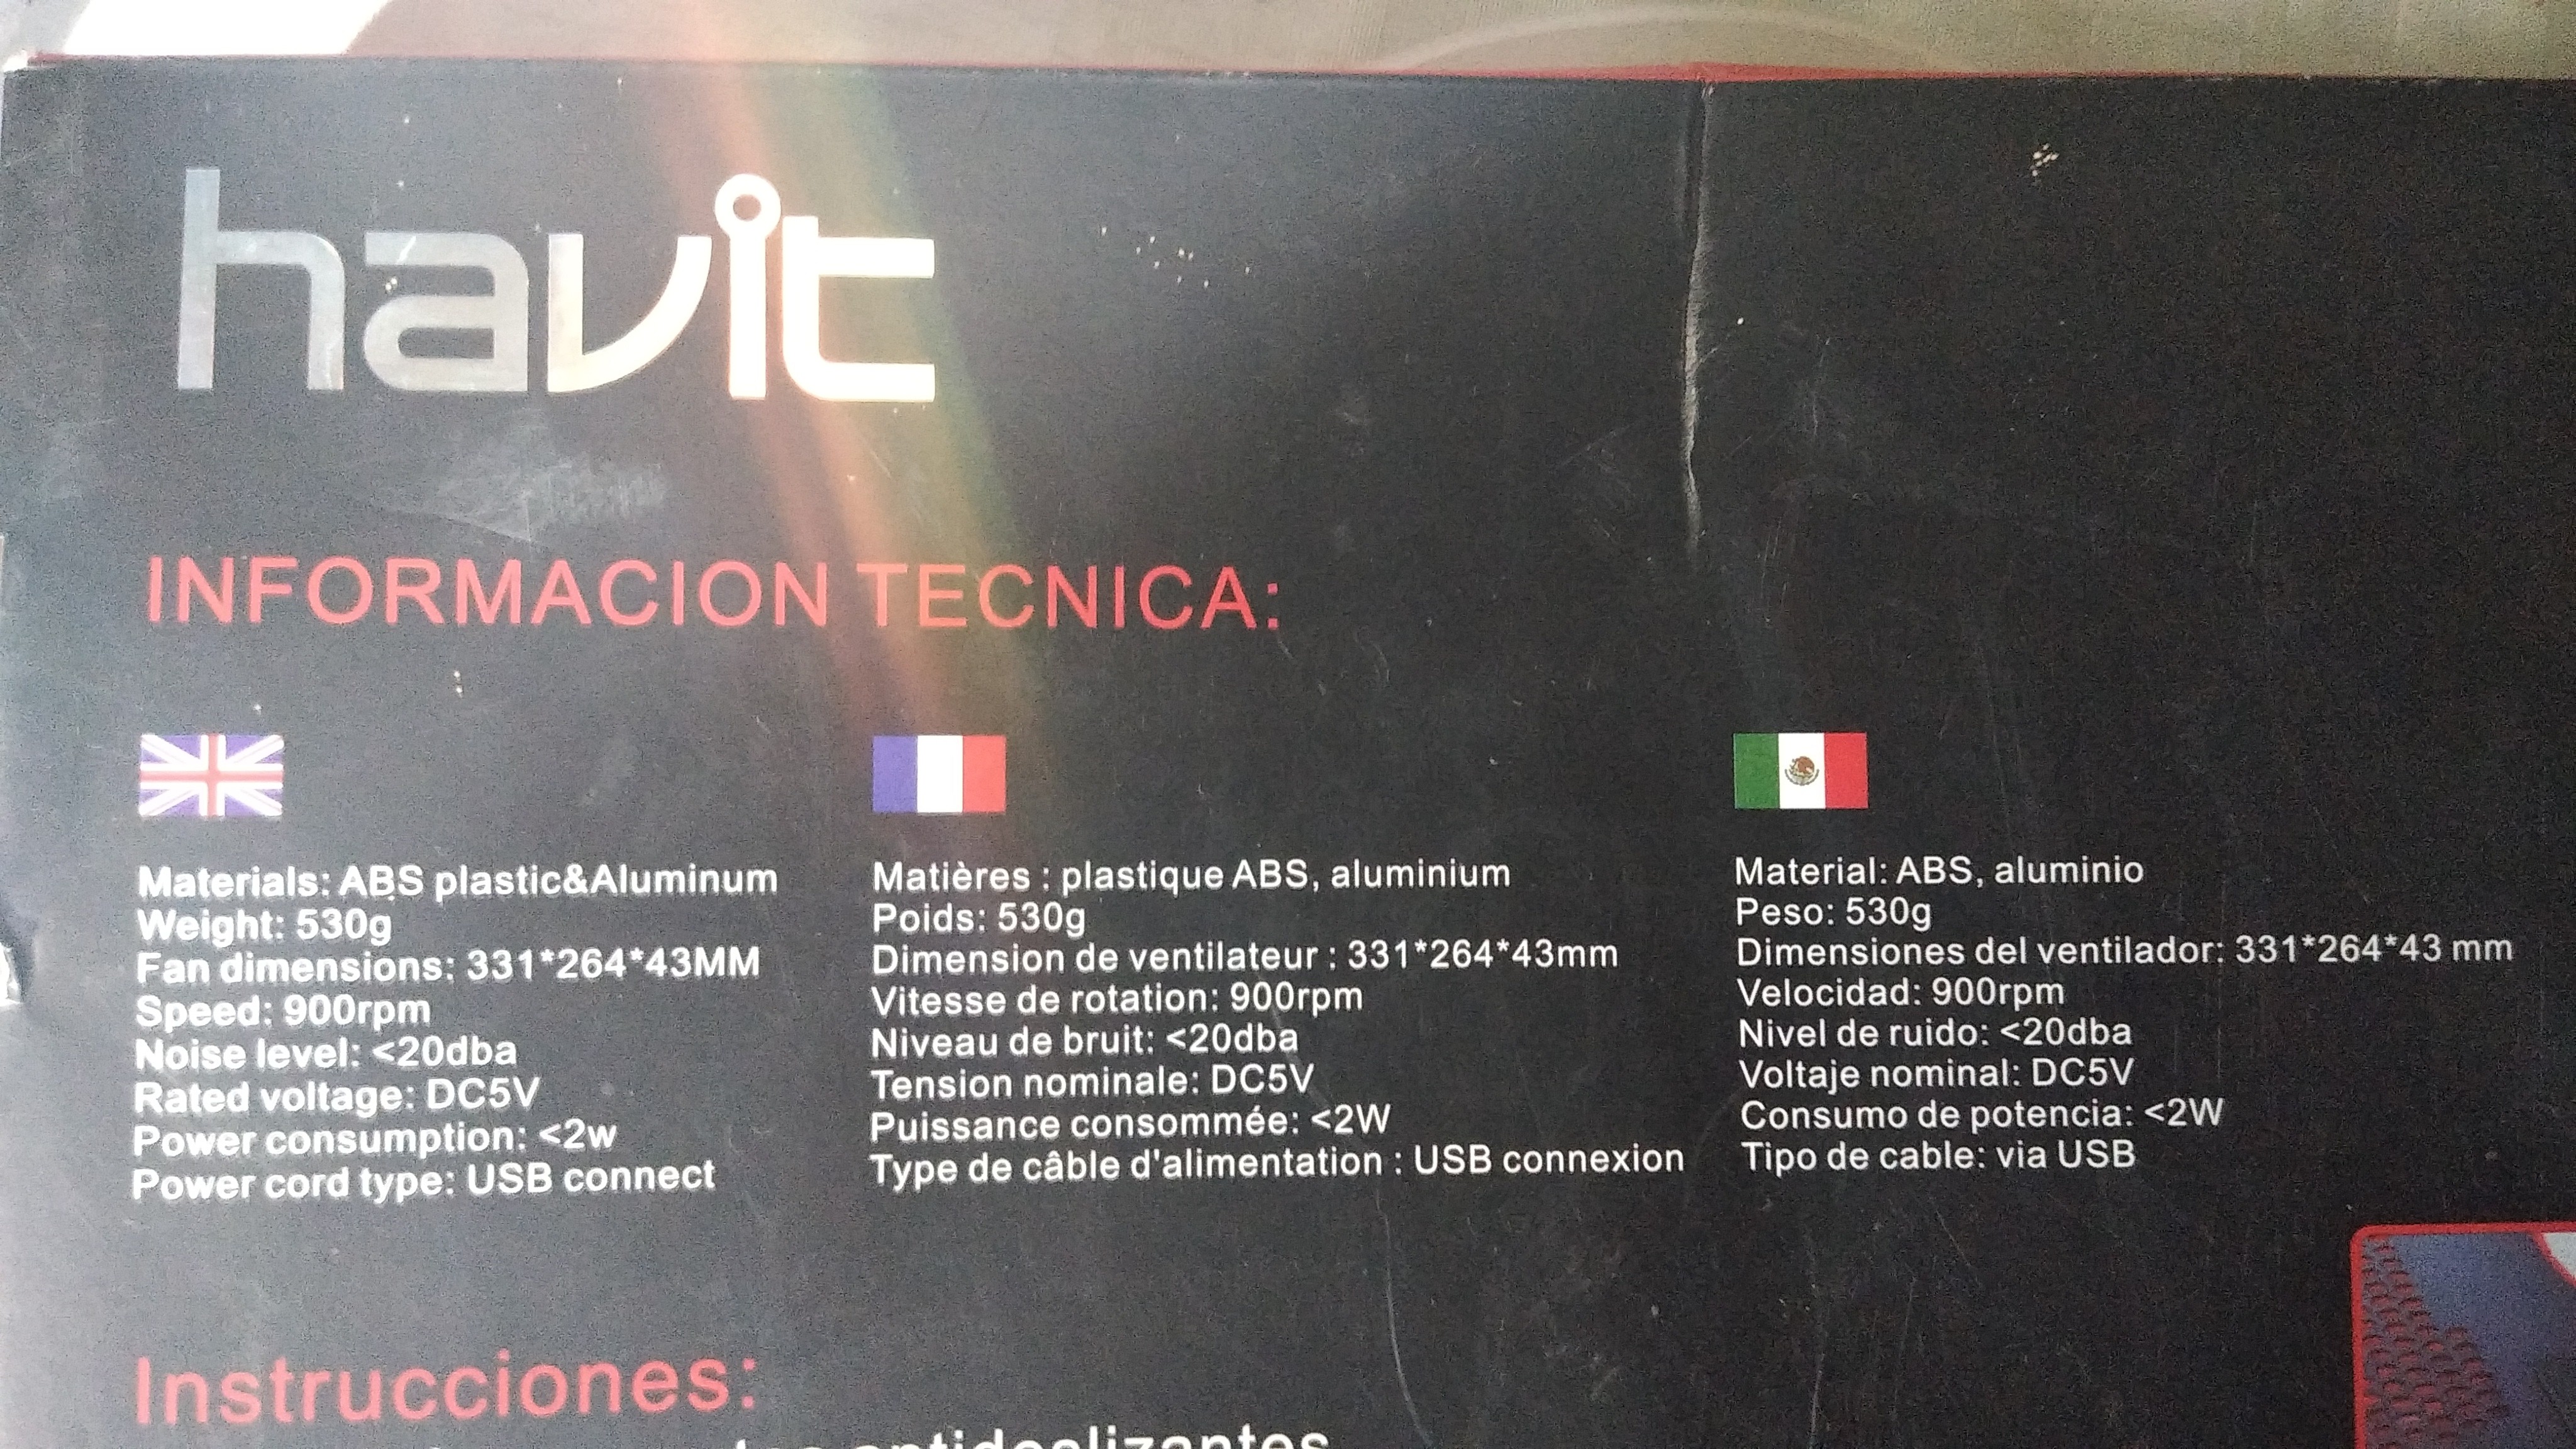 havit
INFORMACION TECNICA:
Materials: ABS plastic&Aluminum
Weight: 530g
Fan dimensions: 331*264*43MM
Speed: 900rpm
Noise level: <20dba
Rated voltage: DC5V
Power consumption: <2w
Power cord type: USB connect
Matières : plastique ABS, aluminium
Poids: 530g
Dimension de ventilateur : 331*264*43mm
Vitesse de rotation: 900rpm
Niveau de bruit: <20dba
Tension nominale: DC5V
Puissance consommée: <2W
Type de câble d'alimentation : USB connexion
Material: ABS, aluminio
Peso: 530g
Dimensiones del ventilador: 331*264*43 mm
Velocidad: 900rpm
Nivel de ruido: <20dba
Voltaje nominal: DC5V
Consumo de potencia: <2W
Tipo de cable: via USB
Instrucciones: